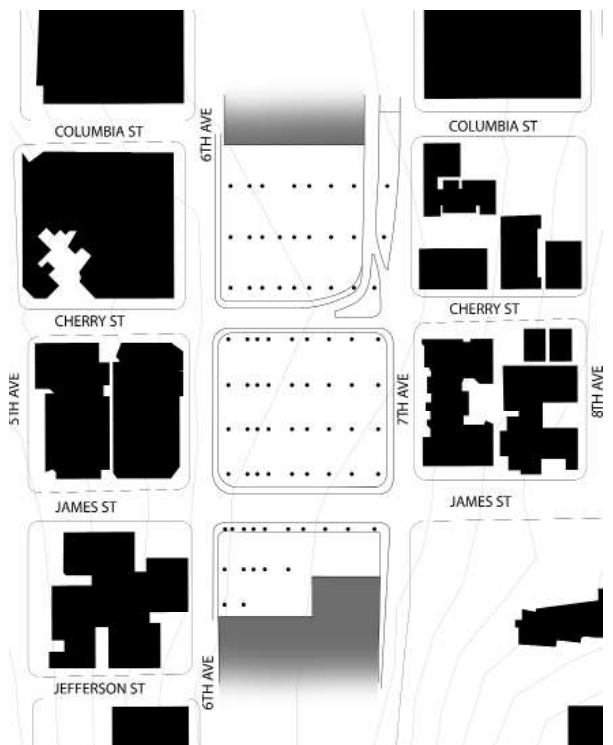 COLUMBIA ST
6TH AVE
COLUMBIA ST
CHERRY ST
CHERRY ST
5TH AVE
7TH AVE
8TH AVE
JAMES ST
JAMES ST
6TH AVE
JEFFERSON ST